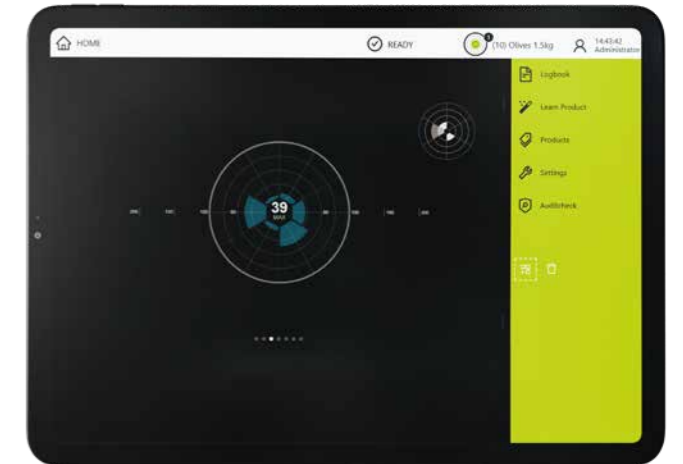 HOME
READY
(10) Olives 1.5kg
14:43:42
Administrator
Logbook
Learn Product
Products
Settings
Auditcheck
39
MAX